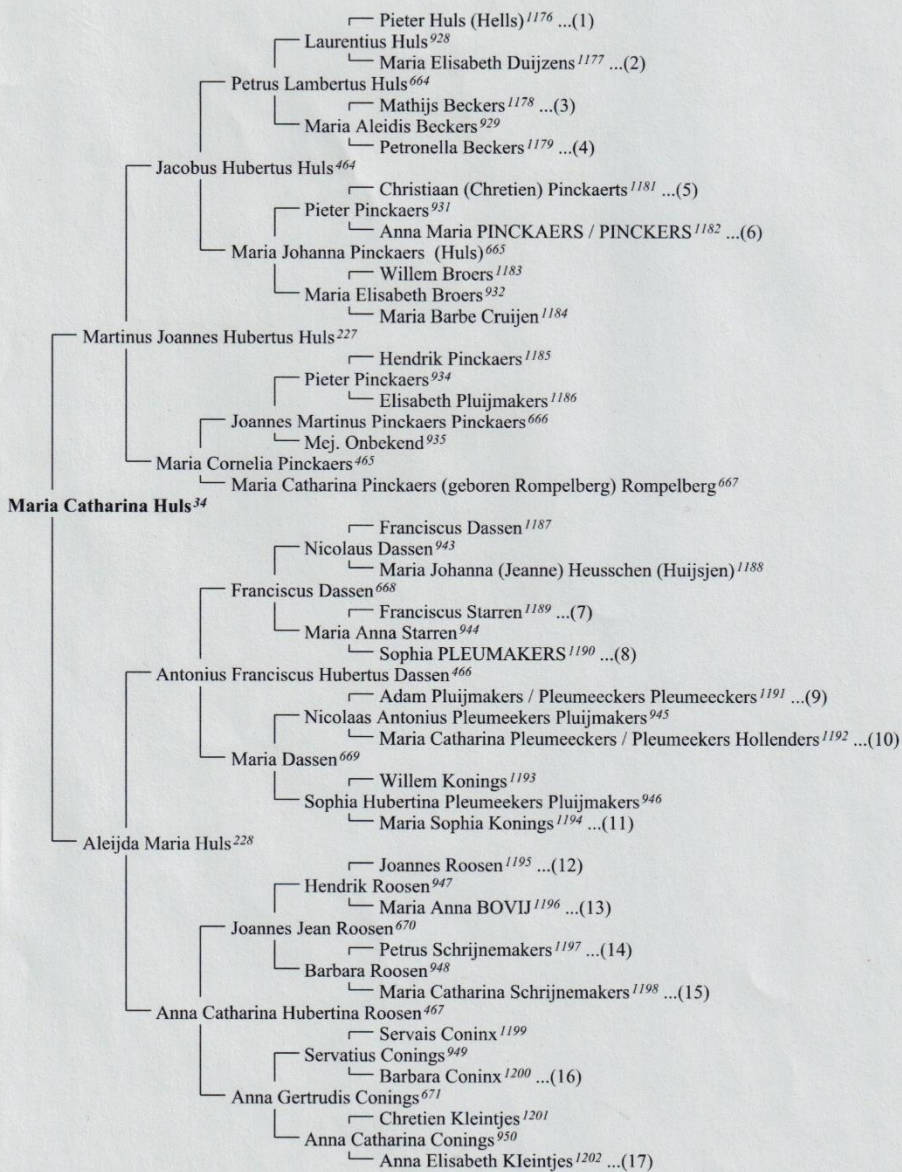 Pieter Huls (Hells) 1176 ...(1)
Laurentius Huls 928
Maria Elisabeth Duijzens 1177 ...(2)
Petrus Lambertus Huls 664
Mathijs Beckers 1178 ...(3)
Maria Aleidis Beckers 929
Petronella Beckers 1179 ...(4)
Jacobus Hubertus Huls 464
Christiaan (Chretien) Pinckaerts 1181 ...(5)
Pieter Pinckaers 931
Anna Maria PINCKAERS / PINCKERS 1182 ...(6)
Maria Johanna Pinckaers (Huls) 665
Willem Broers 1183
Maria Elisabeth Broers 932
Maria Barbe Cruijen 1184
Martinus Joannes Hubertus Huls 227
Hendrik Pinckaers 1185
Pieter Pinckaers 934
Elisabeth Pluijmakers 1186
Joannes Martinus Pinckaers Pinckaers 666
Mej. Onbekend 935
Maria Cornelia Pinckaers 465
Maria Catharina Pinckaers (geboren Rompelberg) Rompelberg 667
Maria Catharina Huls 34
Franciscus Dassen 1187
Nicolaus Dassen 943
Maria Johanna (Jeanne) Heusschen (Huijsjen) 1188
Franciscus Dassen 668
Franciscus Starren 1189 ...(7)
Maria Anna Starren 944
Sophia PLEUMAKERS 1190 ...(8)
Antonius Franciscus Hubertus Dassen 466
Adam Pluijmakers / Pleumeeckers Pleumeeckers 1191 ...(9)
Nicolaas Antonius Pleumeekers Pluijmakers 945
Maria Catharina Pleumeeckers / Pleumeekers Hollenders 1192 ...(10)
Maria Dassen 669
Willem Konings 1193
Sophia Hubertina Pleumeekers Pluijmakers 946
Maria Sophia Konings 1194 ...(11)
Aleijda Maria Huls 228
Joannes Roosen 1195 ...(12)
Hendrik Roosen 947
Maria Anna BOVIJ 1196 ...(13)
Joannes Jean Roosen 670
Petrus Schrijnemakers 1197 ...(14)
Barbara Roosen 948
Maria Catharina Schrijnemakers 1198 ...(15)
Anna Catharina Hubertina Roosen 467
Servais Coninx 1199
Servatius Conings 949
Barbara Coninx 1200 ...(16)
Anna Gertrudis Conings 671
Chretien Kleintjes 1201
Anna Catharina Conings 950
Anna Elisabeth KIeintjes 1202 ...(17)